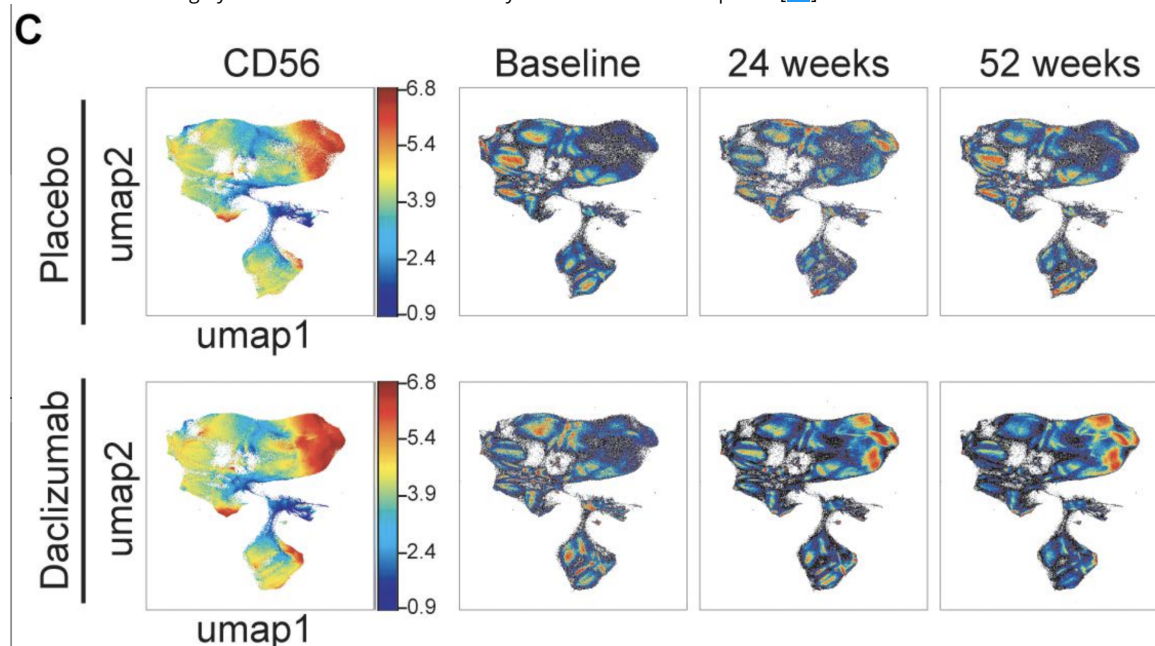 C
CD56
Baseline
24 weeks
52 weeks
Placebo
umap2
6.8
5.4
3.9
2.4
0.9
umap1
Daclizumab
umap2
6.8
5.4
3.9
2.4
0.9
umap1